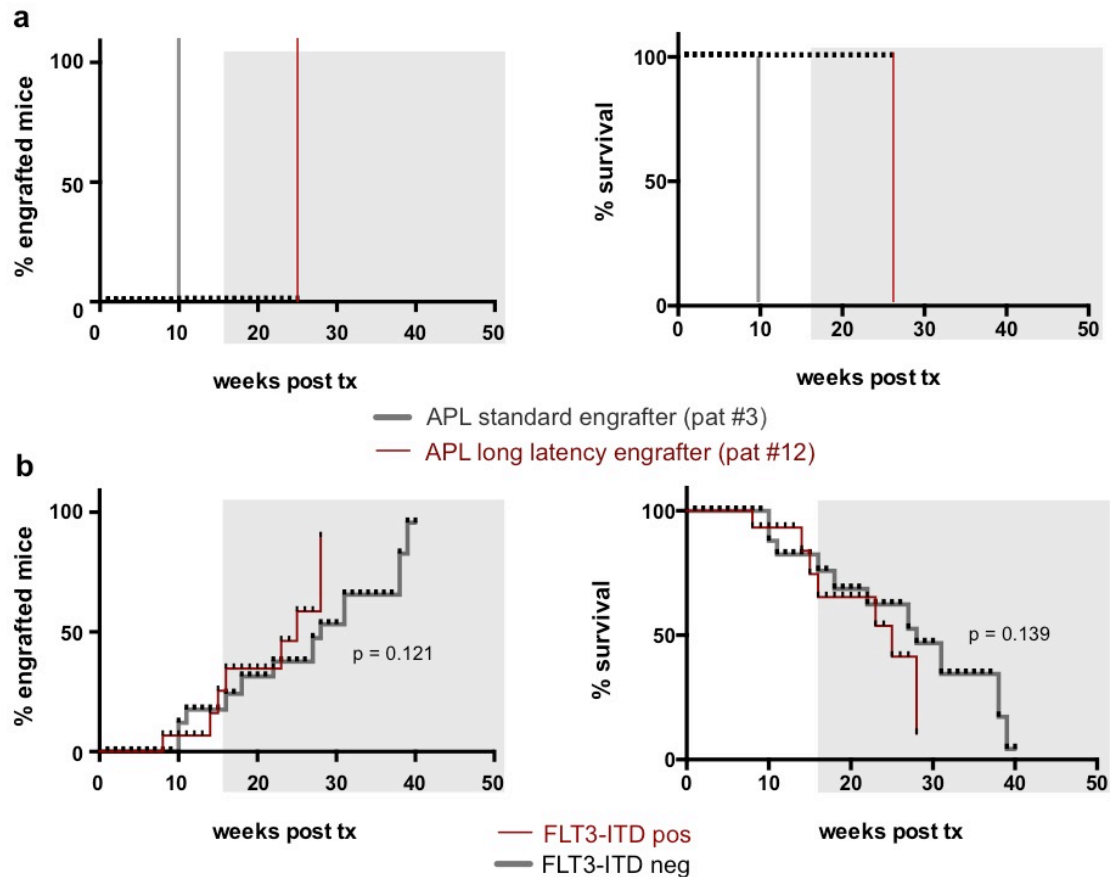 a
% engrafted mice
100
50
0
0 10 20 30 40 50
weeks post tx
% survival
100
50
0
0 10 20 30 40 50
weeks post tx
APL standard engrafter (pat #3)
APL long latency engrafter (pat #12)
b
% engrafted mice
100
50
0
p = 0.121
0 10 20 30 40 50
weeks post tx
% survival
100
50
0
p = 0.139
0 10 20 30 40 50
weeks post tx
FLT3-ITD pos
FLT3-ITD neg